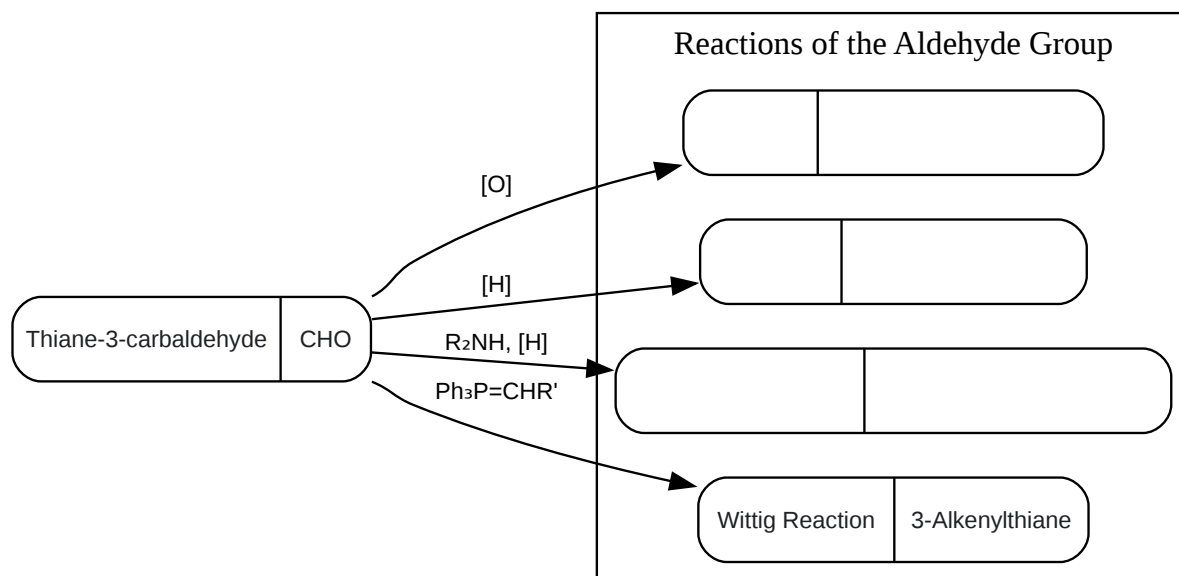 Reactions of the Aldehyde Group
[O]
[H]
Thiane-3-carbaldehyde CHO
R₂NH, [H]
Ph₃P=CHR'
Wittig Reaction 3-Alkenylthiane